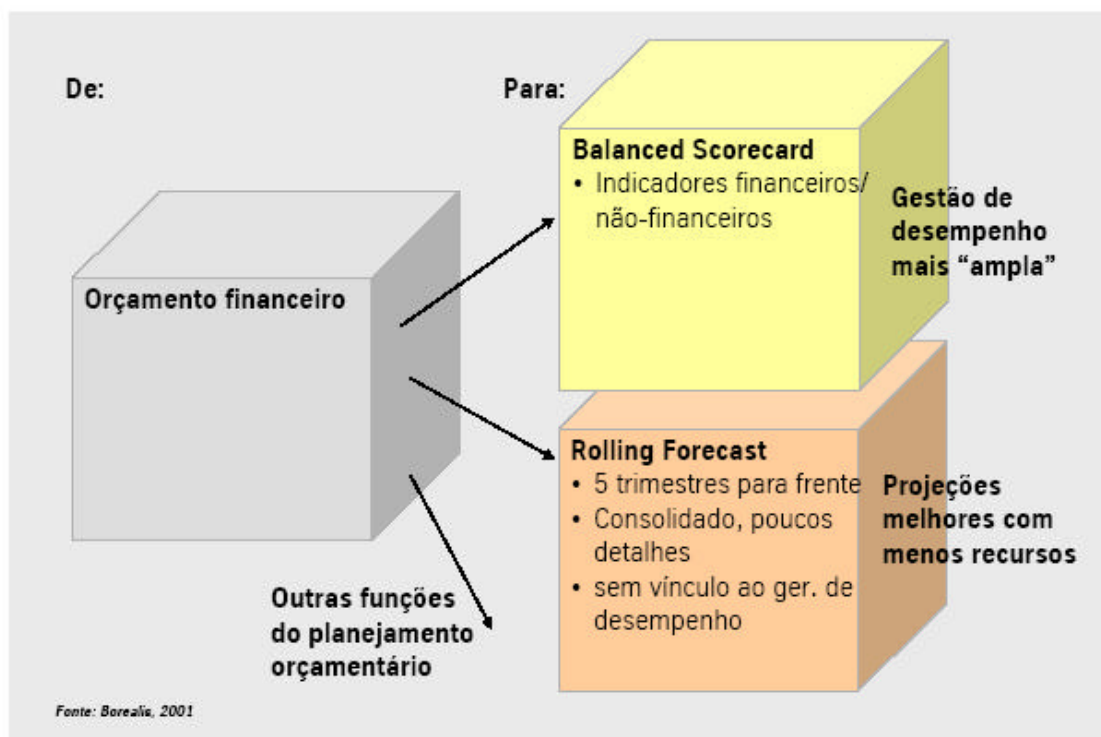 De:
Para:
Orçamento financeiro
Balanced Scorecard
• Indicadores financeiros/
não-financeiros
Gestão de
desempenho
mais “ampla”
Rolling Forecast
• 5 trimestres para frente
• Consolidado, poucos
detalhes
• sem vínculo ao ger. de
desempenho
Projeções
melhores com
menos recursos
Outras funções
do planejamento
orçamentário
Fonte: Borealis, 2001